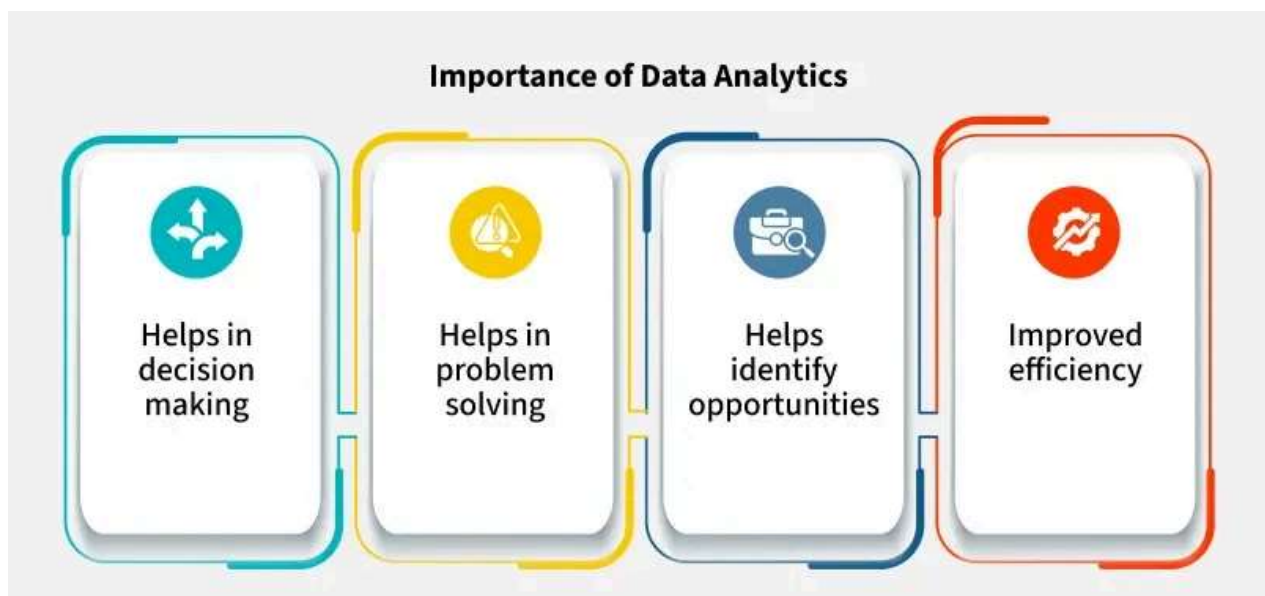 Importance of Data Analytics
Helps in
decision
making
Helps in
problem
solving
Helps
identify
opportunities
Improved
efficiency